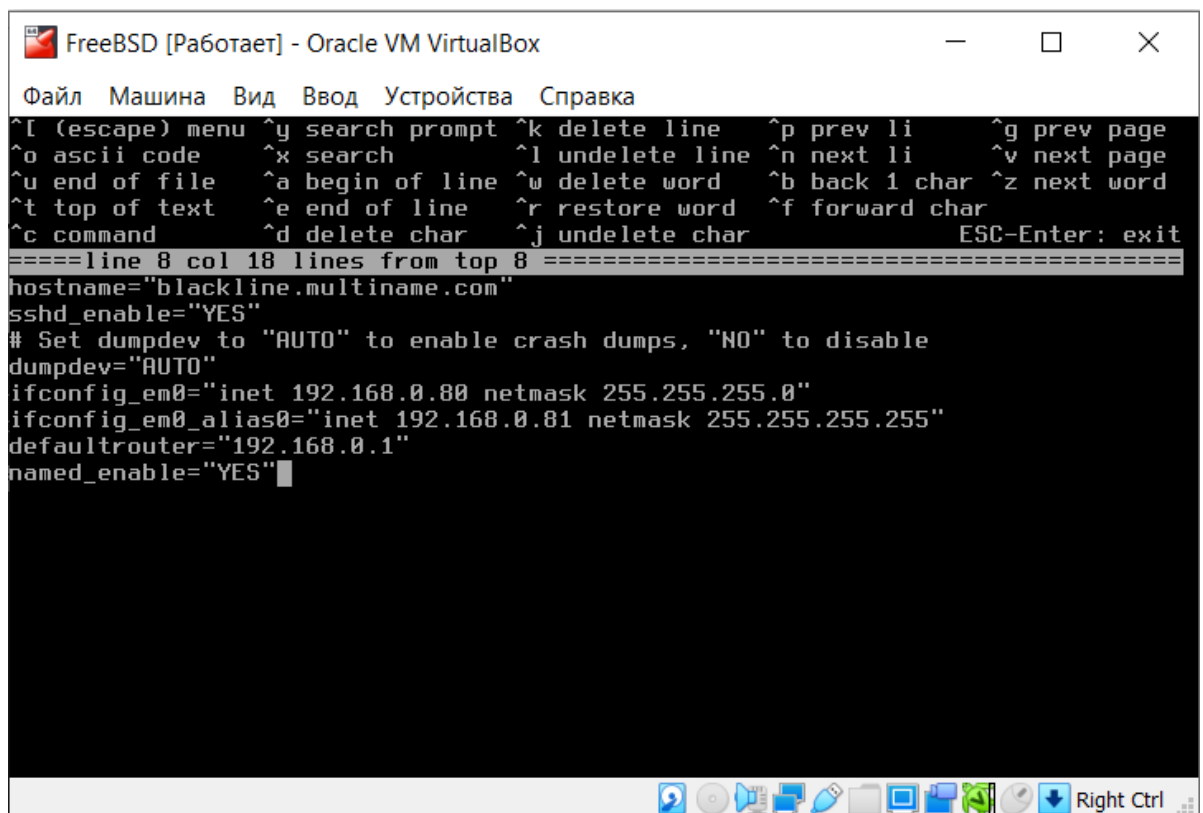 FreeBSD [Работает] - Oracle VM VirtualBox
Файл Машина Вид Ввод Устройства Справка
^[ (escape) menu ^y search prompt ^k delete line ^p prev li ^g prev page
^o ascii code ^x search ^l undelete line ^n next li ^v next page
^u end of file ^a begin of line ^w delete word ^b back 1 char ^z next word
^t top of text ^e end of line ^r restore word ^f forward char
^c command ^d delete char ^j undelete char ESC-Enter: exit
=====line 8 col 18 lines from top 8 ============================================
hostname="blackline.multiname.com"
sshd_enable="YES"
# Set dumpdev to "AUTO" to enable crash dumps, "NO" to disable
dumpdev="AUTO"
ifconfig_em0="inet 192.168.0.80 netmask 255.255.255.0"
ifconfig_em0_alias0="inet 192.168.0.81 netmask 255.255.255.255"
defaultrouter="192.168.0.1"
named_enable="YES"
Right Ctrl